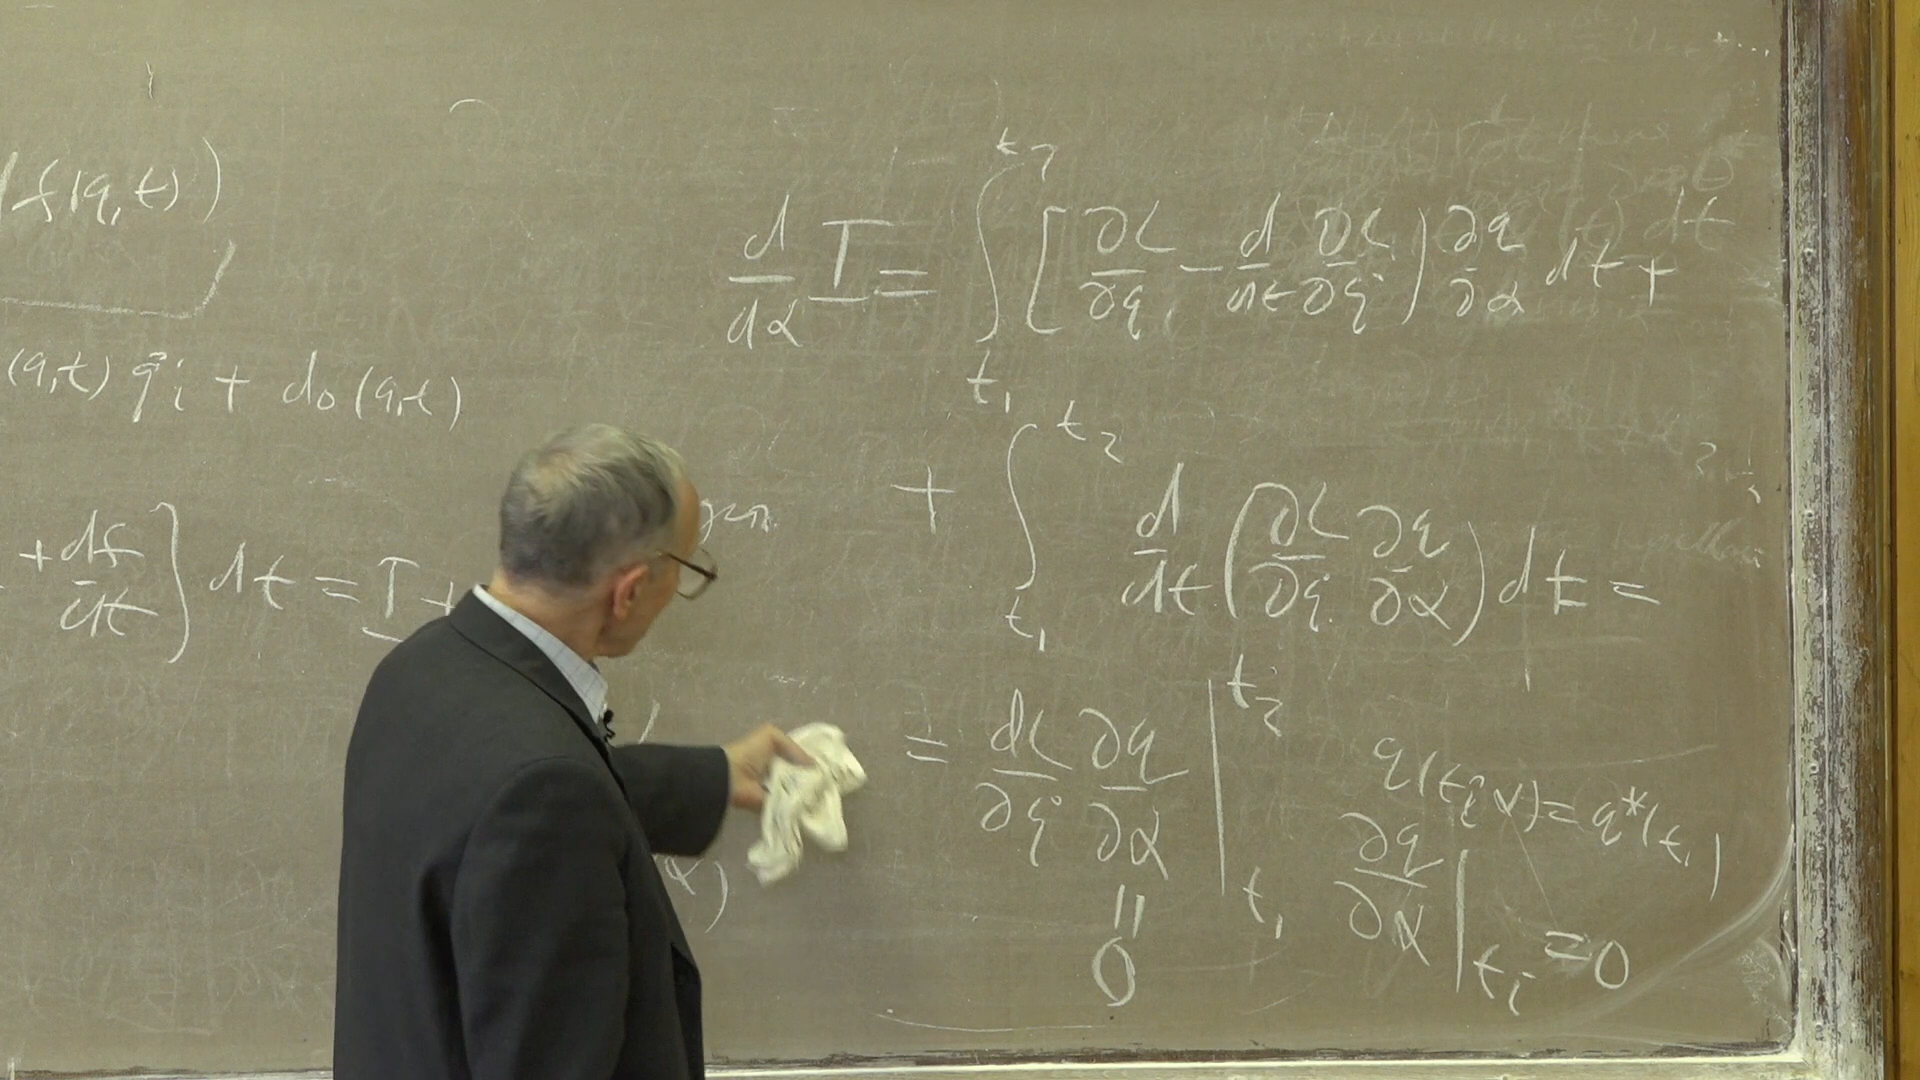 f(q,t))
(q,t) q̇i + d₀(q,t)
+ df/dt} dt = I +
α)
d/dα I = ∫_{t₁}^{t₂} [∂L/∂q - d/dt ∂L/∂q̇) ∂q/∂α dt +
+ ∫_{t₁}^{t₂} d/dt (∂L/∂q̇ ∂q/∂α) dt =
= ∂L/∂q̇ ∂q/∂α |_{t₁}^{t₂}
q(tᵢ α) = q*(tᵢ)
∂q/∂α |_{tᵢ} = 0
=
0